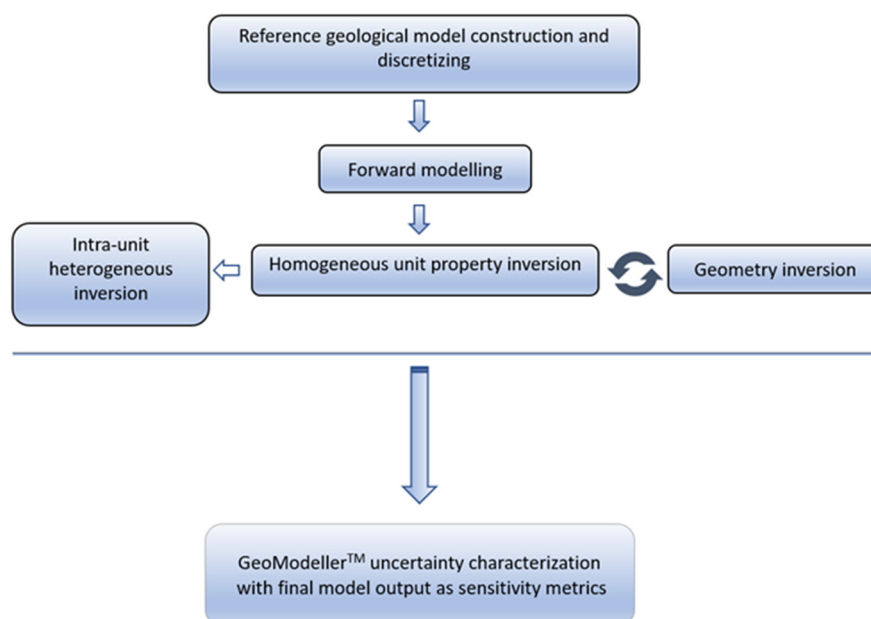 Reference geological model construction and
discretizing
Forward modelling
Intra-unit
heterogeneous
inversion
Homogeneous unit property inversion
Geometry inversion
GeoModeller™ uncertainty characterization
with final model output as sensitivity metrics